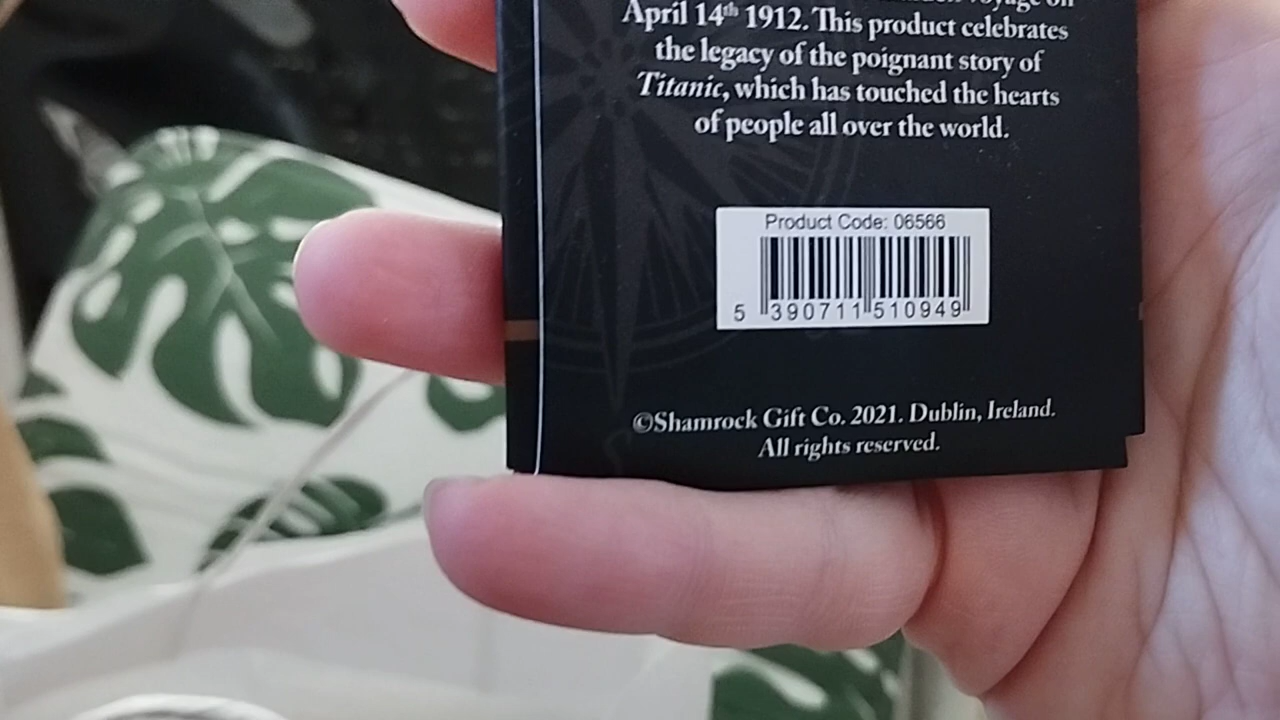 voyage on
April 14th 1912. This product celebrates
the legacy of the poignant story of
Titanic, which has touched the hearts
of people all over the world.
Product Code: 06566
5 390711 510949
©Shamrock Gift Co. 2021. Dublin, Ireland.
All rights reserved.